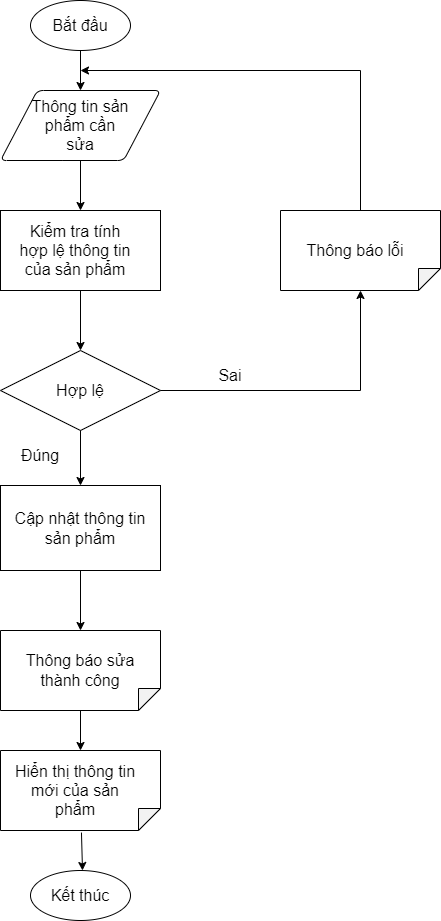 Bắt đầu
Thông tin sản
phẩm cần
sửa
Kiểm tra tính
hợp lệ thông tin
của sản phẩm
Thông báo lỗi
Hợp lệ
Sai
Đúng
Cập nhật thông tin
sản phẩm
Thông báo sửa
thành công
Hiển thị thông tin
mới của sản
phẩm
Kết thúc